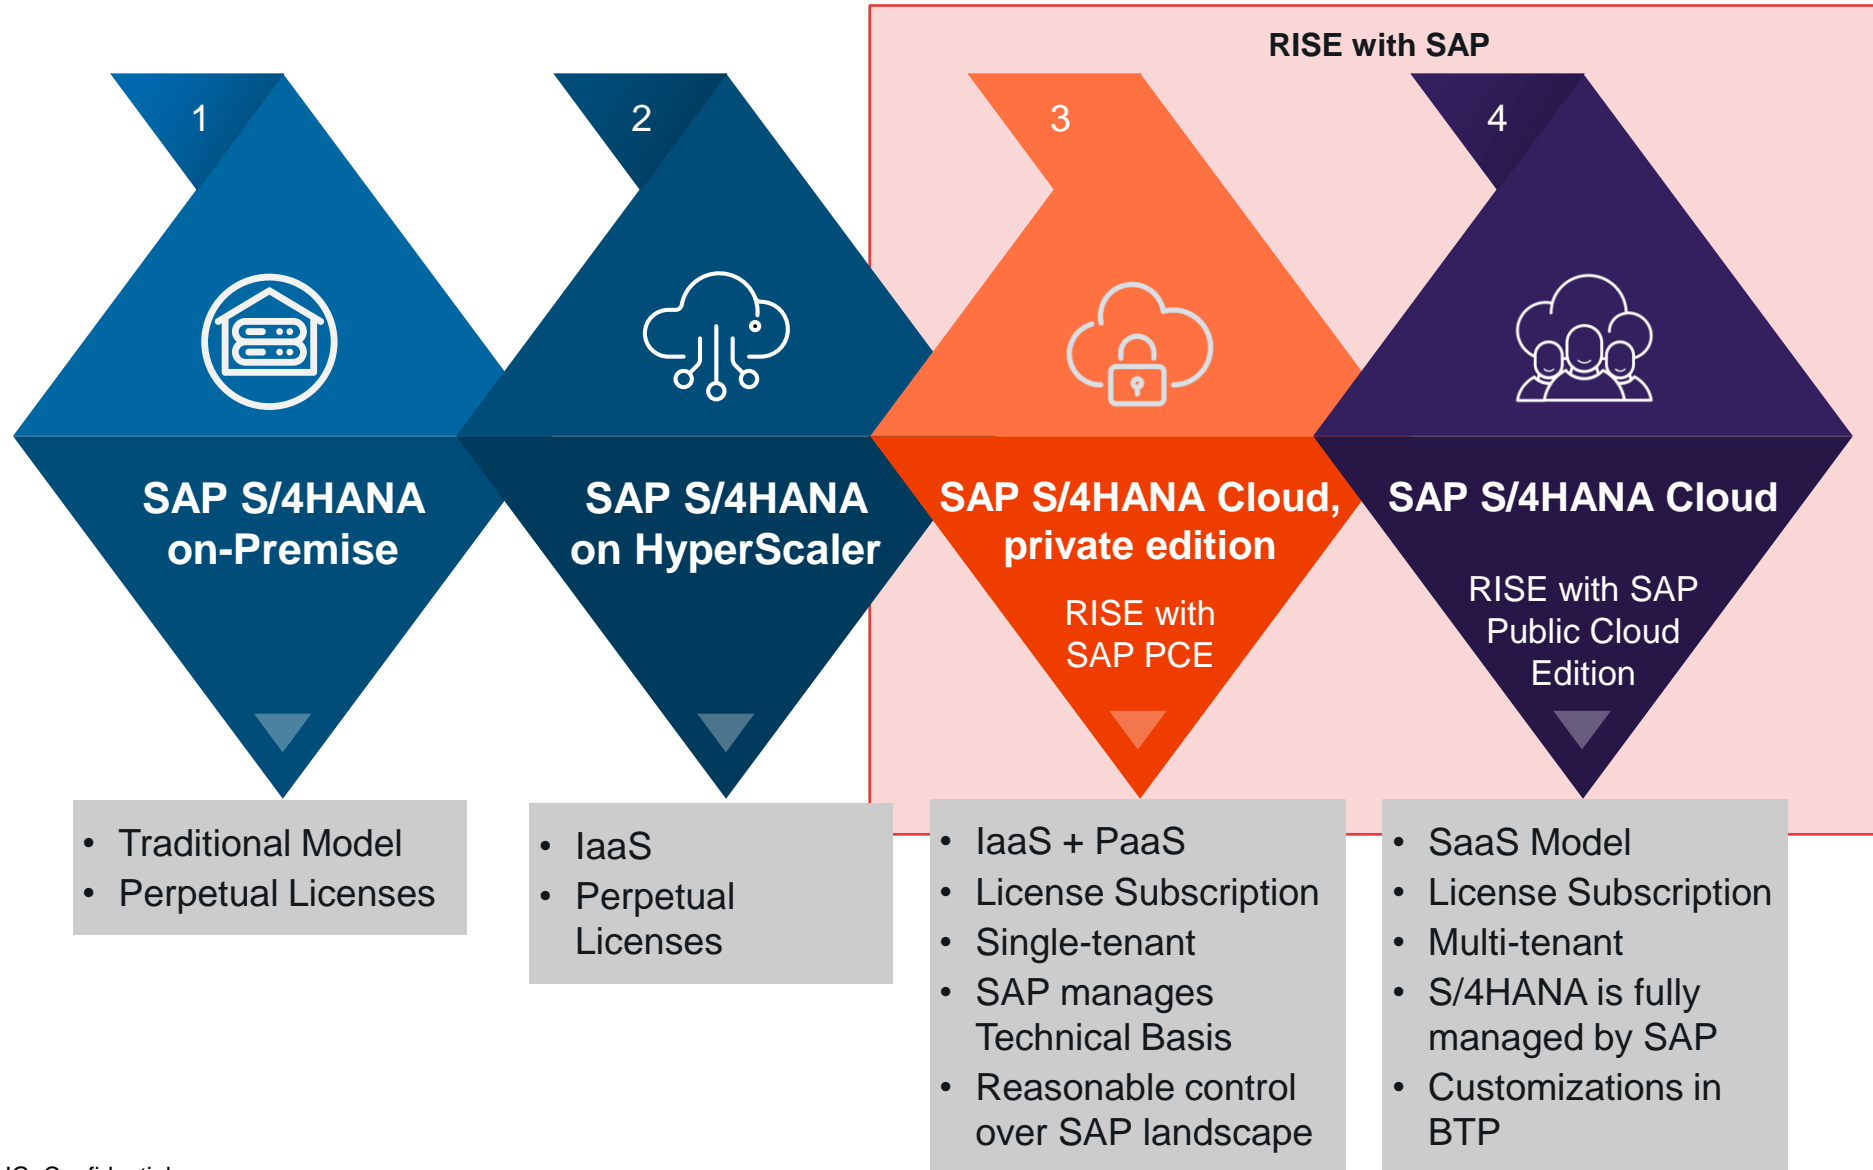 RISE with SAP
1
2
3
4
SAP S/4HANA
on-Premise
SAP S/4HANA
on HyperScaler
SAP S/4HANA Cloud,
private edition
RISE with
SAP PCE
SAP S/4HANA Cloud
RISE with SAP
Public Cloud
Edition
• Traditional Model
• Perpetual Licenses
• IaaS
• Perpetual
Licenses
• IaaS + PaaS
• License Subscription
• Single-tenant
• SAP manages
Technical Basis
• Reasonable control
over SAP landscape
• SaaS Model
• License Subscription
• Multi-tenant
• S/4HANA is fully
managed by SAP
• Customizations in
BTP